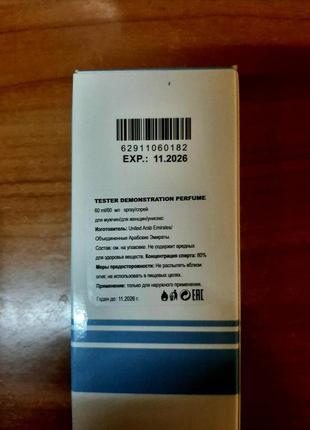 62911060182
EXP.: 11.2026
TESTER DEMONSTRATION PERFUME
60 ml/60 мл spray/спрей
для мужчин/для женщин/унисекс
Изготовитель: United Arab Emirates/
Объединенные Арабские Эмираты.
Состав: см. на упаковке. Не содержит вредных
для здоровья веществ. Концентрация спирта: 80%
Меры предосторожности: Не распылять вблизи
огня, не использовать в пищевых целях.
Применение: только для наружного применения.
Годен до: 11.2026 г.
EAC